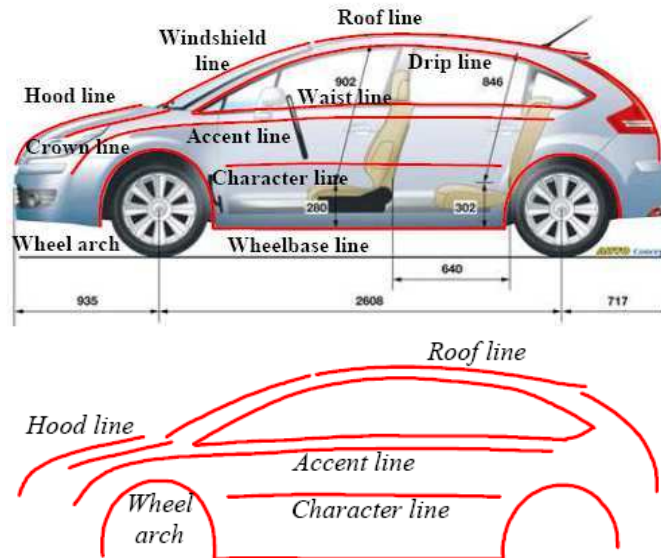 Roof line
Windshield
line
902
Drip line
846
Hood line
Waist line
Crown line
Accent line
Character line
280
302
Wheel arch
Wheelbase line
AUTO Concept
640
935
2608
717
Roof line
Hood line
Accent line
Wheel
arch
Character line